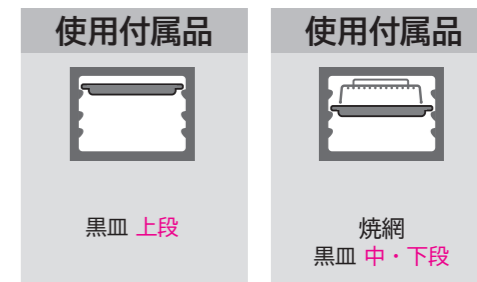 使用付属品
黒皿 上段
使用付属品
焼網
黒皿 中・下段